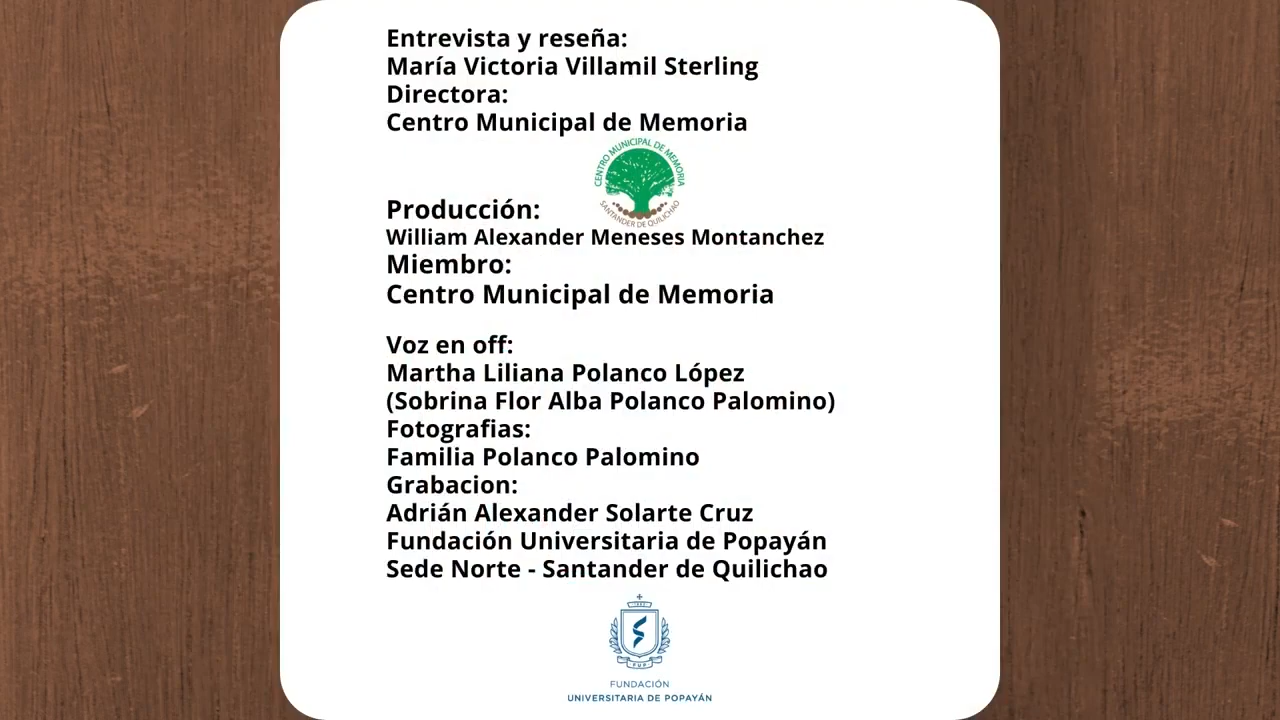 Entrevista y reseña:
María Victoria Villamil Sterling
Directora:
Centro Municipal de Memoria
CENTRO MUNICIPAL DE MEMORIA
SANTANDER DE QUILICHAO
Producción:
William Alexander Meneses Montanchez
Miembro:
Centro Municipal de Memoria
Voz en off:
Martha Liliana Polanco López
(Sobrina Flor Alba Polanco Palomino)
Fotografias:
Familia Polanco Palomino
Grabacion:
Adrián Alexander Solarte Cruz
Fundación Universitaria de Popayán
Sede Norte - Santander de Quilichao
FUP
FUNDACIÓN
UNIVERSITARIA DE POPAYÁN